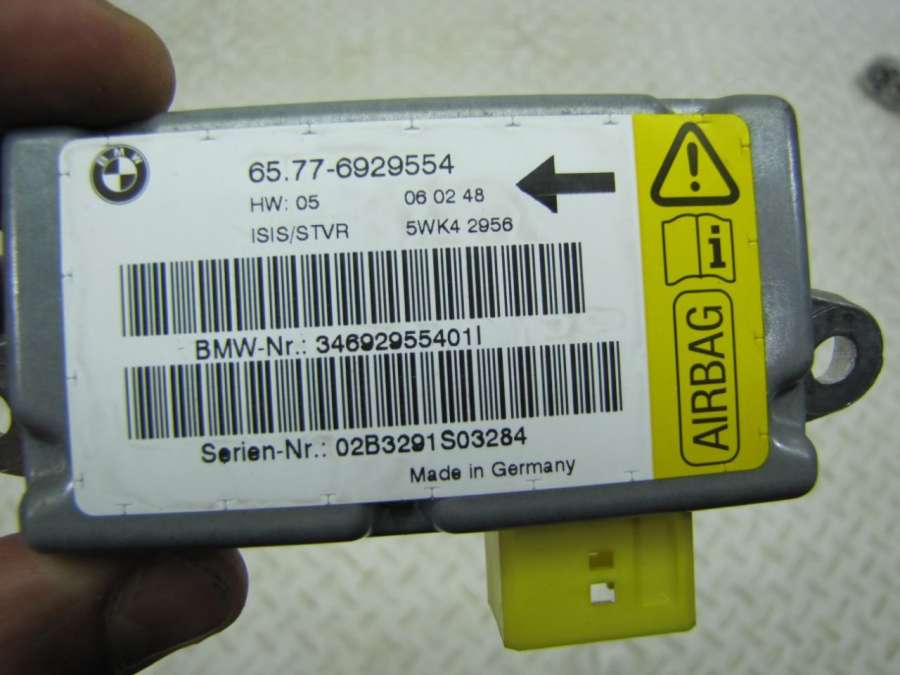 BMW
65.77-6929554
HW: 05 06 02 48
ISIS/STVR 5WK4 2956
BMW-Nr.: 34692955401I
Serien-Nr.: 02B3291S03284
Made in Germany
! 
i
AIRBAG